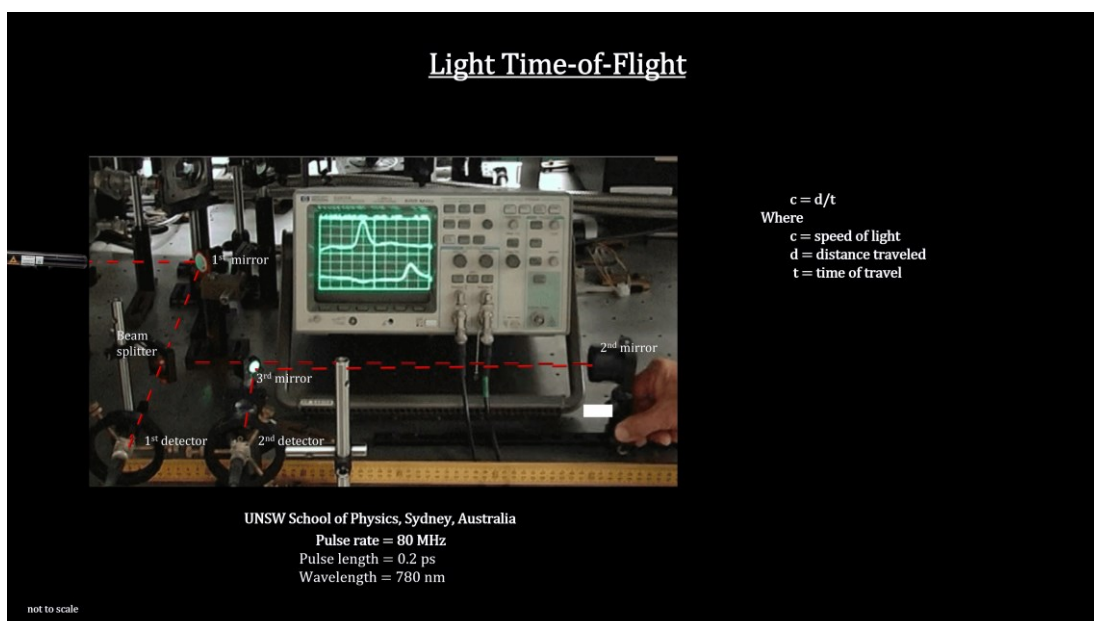 Light Time-of-Flight
c = d/t
Where
c = speed of light
d = distance traveled
t = time of travel
1st mirror
Beam
splitter
2nd mirror
3rd mirror
1st detector
2nd detector
UNSW School of Physics, Sydney, Australia
Pulse rate = 80 MHz
Pulse length = 0.2 ps
Wavelength = 780 nm
not to scale